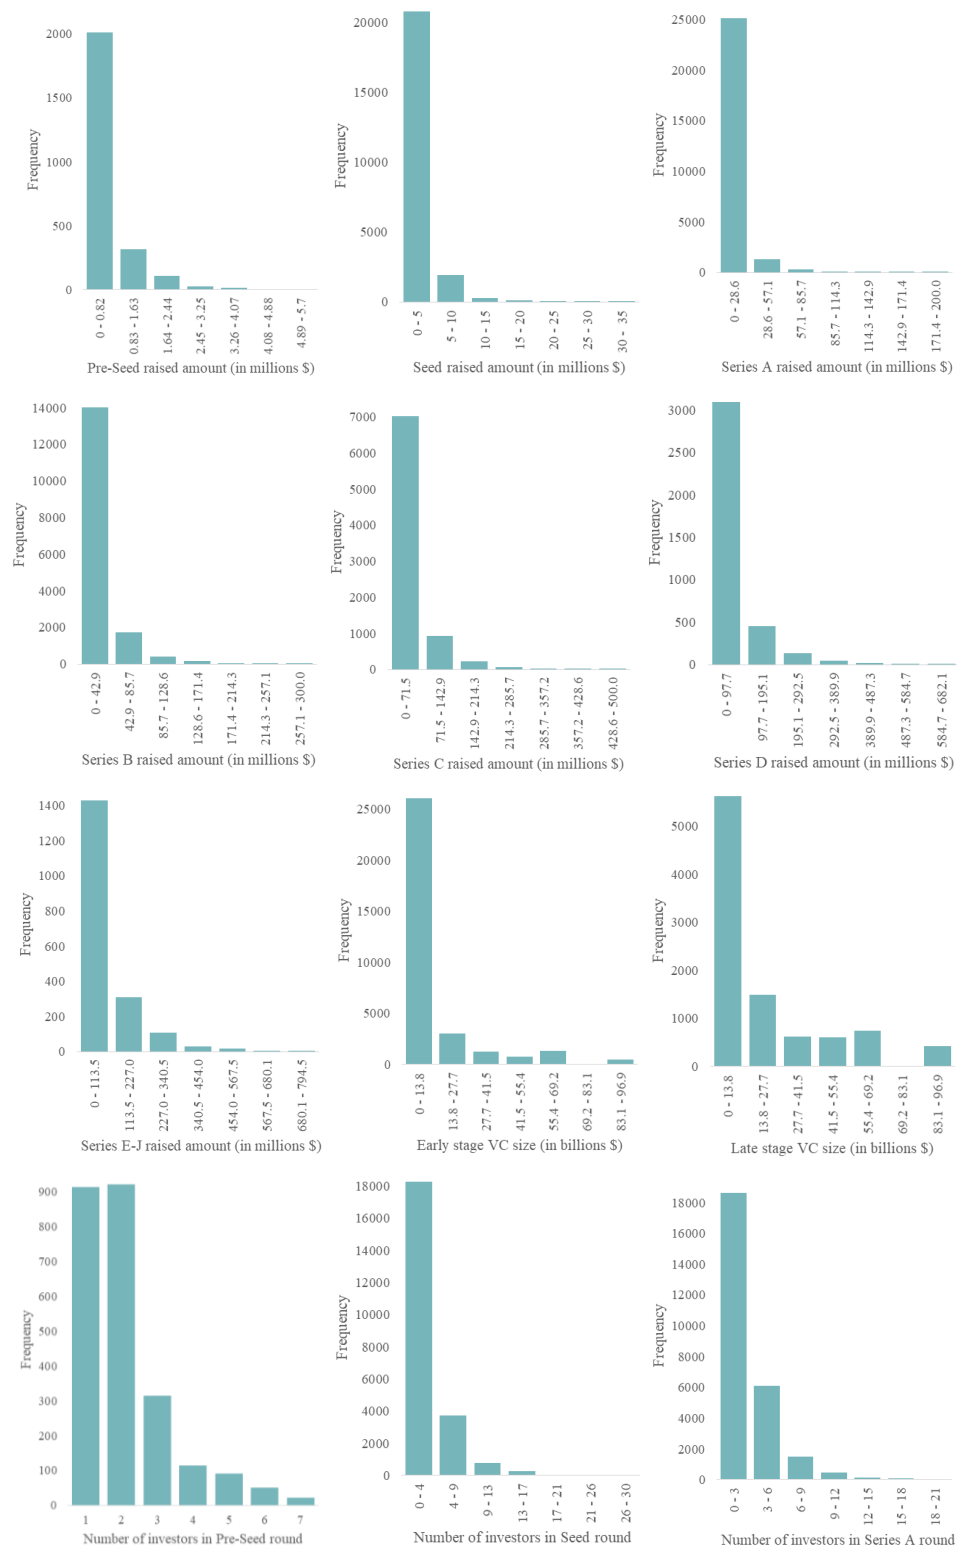 2000
1500
1000
500
0
Frequency
0 - 0.82
0.83 - 1.63
1.64 - 2.44
2.45 - 3.25
3.26 - 4.07
4.08 - 4.88
4.89 - 5.7
Pre-Seed raised amount (in millions $)
20000
15000
10000
5000
0
Frequency
0 - 5
5 - 10
10 - 15
15 - 20
20 - 25
25 - 30
30 - 35
Seed raised amount (in millions $)
25000
20000
15000
10000
5000
0
Frequency
0 - 28.6
28.6 - 57.1
57.1 - 85.7
85.7 - 114.3
114.3 - 142.9
142.9 - 171.4
171.4 - 200.0
Series A raised amount (in millions $)
14000
12000
10000
8000
6000
4000
2000
0
Frequency
0 - 42.9
42.9 - 85.7
85.7 - 128.6
128.6 - 171.4
171.4 - 214.3
214.3 - 257.1
257.1 - 300.0
Series B raised amount (in millions $)
7000
6000
5000
4000
3000
2000
1000
0
Frequency
0 - 71.5
71.5 - 142.9
142.9 - 214.3
214.3 - 285.7
285.7 - 357.2
357.2 - 428.6
428.6 - 500.0
Series C raised amount (in millions $)
3000
2500
2000
1500
1000
500
0
Frequency
0 - 97.7
97.7 - 195.1
195.1 - 292.5
292.5 - 389.9
389.9 - 487.3
487.3 - 584.7
584.7 - 682.1
Series D raised amount (in millions $)
1400
1200
1000
800
600
400
200
0
Frequency
0 - 113.5
113.5 - 227.0
227.0 - 340.5
340.5 - 454.0
454.0 - 567.5
567.5 - 680.1
680.1 - 794.5
Series E-J raised amount (in millions $)
25000
20000
15000
10000
5000
0
Frequency
0 - 13.8
13.8 - 27.7
27.7 - 41.5
41.5 - 55.4
55.4 - 69.2
69.2 - 83.1
83.1 - 96.9
Early stage VC size (in billions $)
5000
4000
3000
2000
1000
0
Frequency
0 - 13.8
13.8 - 27.7
27.7 - 41.5
41.5 - 55.4
55.4 - 69.2
69.2 - 83.1
83.1 - 96.9
Late stage VC size (in billions $)
900
800
700
600
500
400
300
200
100
0
Frequency
1 2 3 4 5 6 7
Number of investors in Pre-Seed round
18000
16000
14000
12000
10000
8000
6000
4000
2000
0
Frequency
0 - 4
4 - 9
9 - 13
13 - 17
17 - 21
21 - 26
26 - 30
Number of investors in Seed round
18000
16000
14000
12000
10000
8000
6000
4000
2000
0
Frequency
0 - 3
3 - 6
6 - 9
9 - 12
12 - 15
15 - 18
18 - 21
Number of investors in Series A round